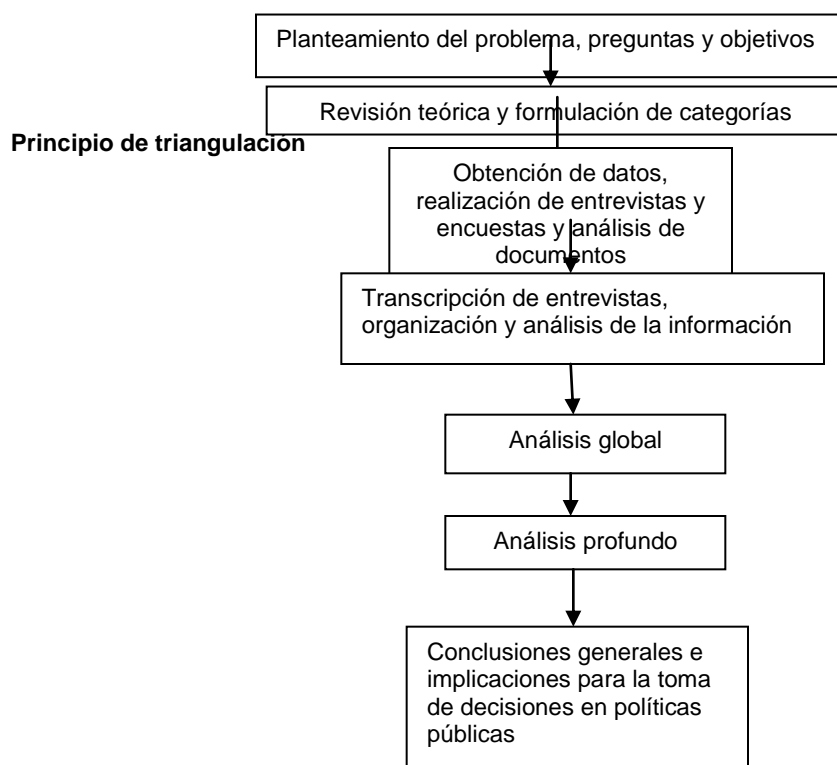 Planteamiento del problema, preguntas y objetivos
Revisión teórica y formulación de categorías
Principio de triangulación
Obtención de datos,
realización de entrevistas y
encuestas y análisis de
documentos
Transcripción de entrevistas,
organización y análisis de la información
Análisis global
Análisis profundo
Conclusiones generales e
implicaciones para la toma
de decisiones en políticas
públicas